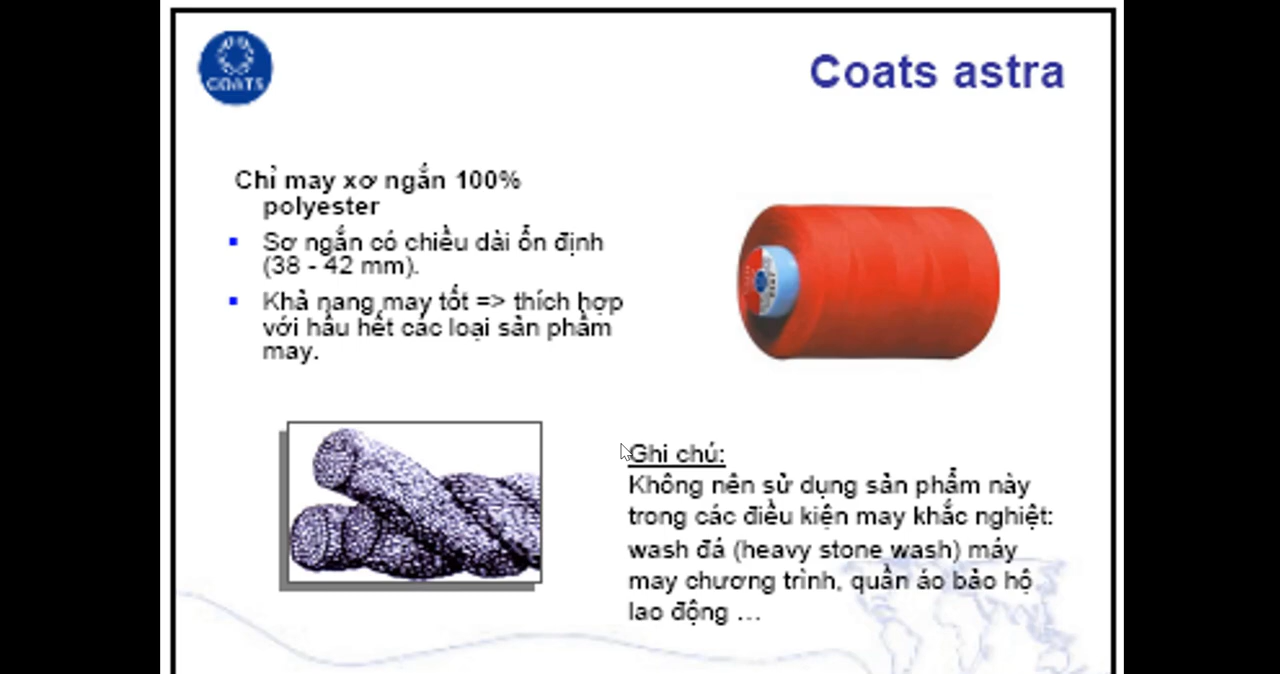 COATS
Coats astra
Chỉ may xơ ngắn 100%
polyester
Sơ ngắn có chiều dài ổn định
(38 - 42 mm).
Khả nang may tốt => thích hợp
với hầu hết các loại sản phẩm
may.
Ghi chú:
Không nên sử dụng sản phẩm này
trong các điều kiện may khắc nghiệt:
wash đá (heavy stone wash) máy
may chương trình, quần áo bảo hộ
lao động ...